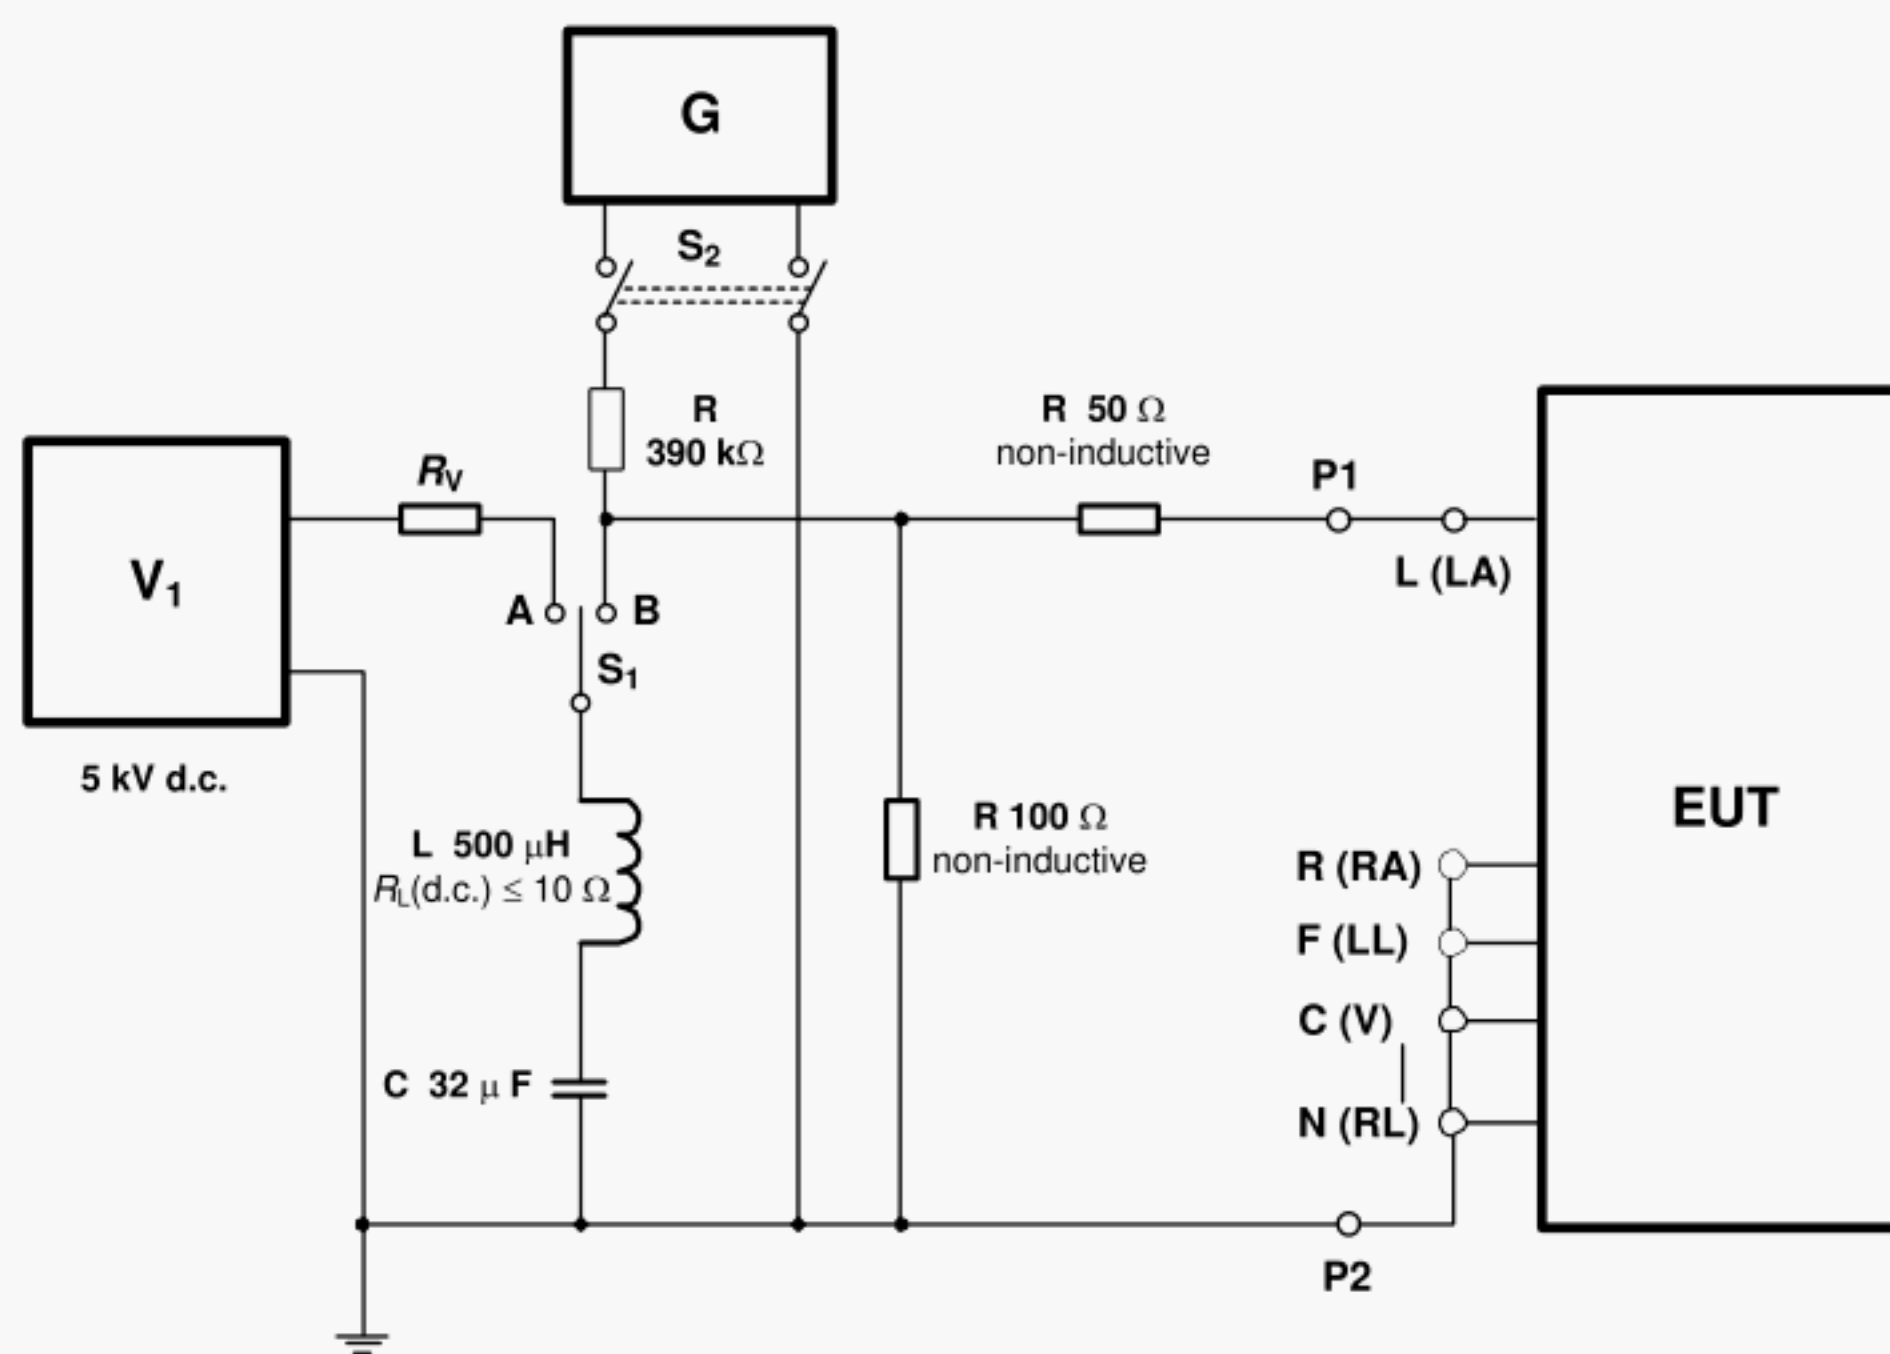 G
S2
R
390 kΩ
R 50 Ω
non-inductive
P1
L (LA)
RV
V1
5 kV d.c.
A
B
S1
L 500 μH
RL(d.c.) ≤ 10 Ω
R 100 Ω
non-inductive
EUT
R (RA)
F (LL)
C (V)
N (RL)
C 32 μ F
P2